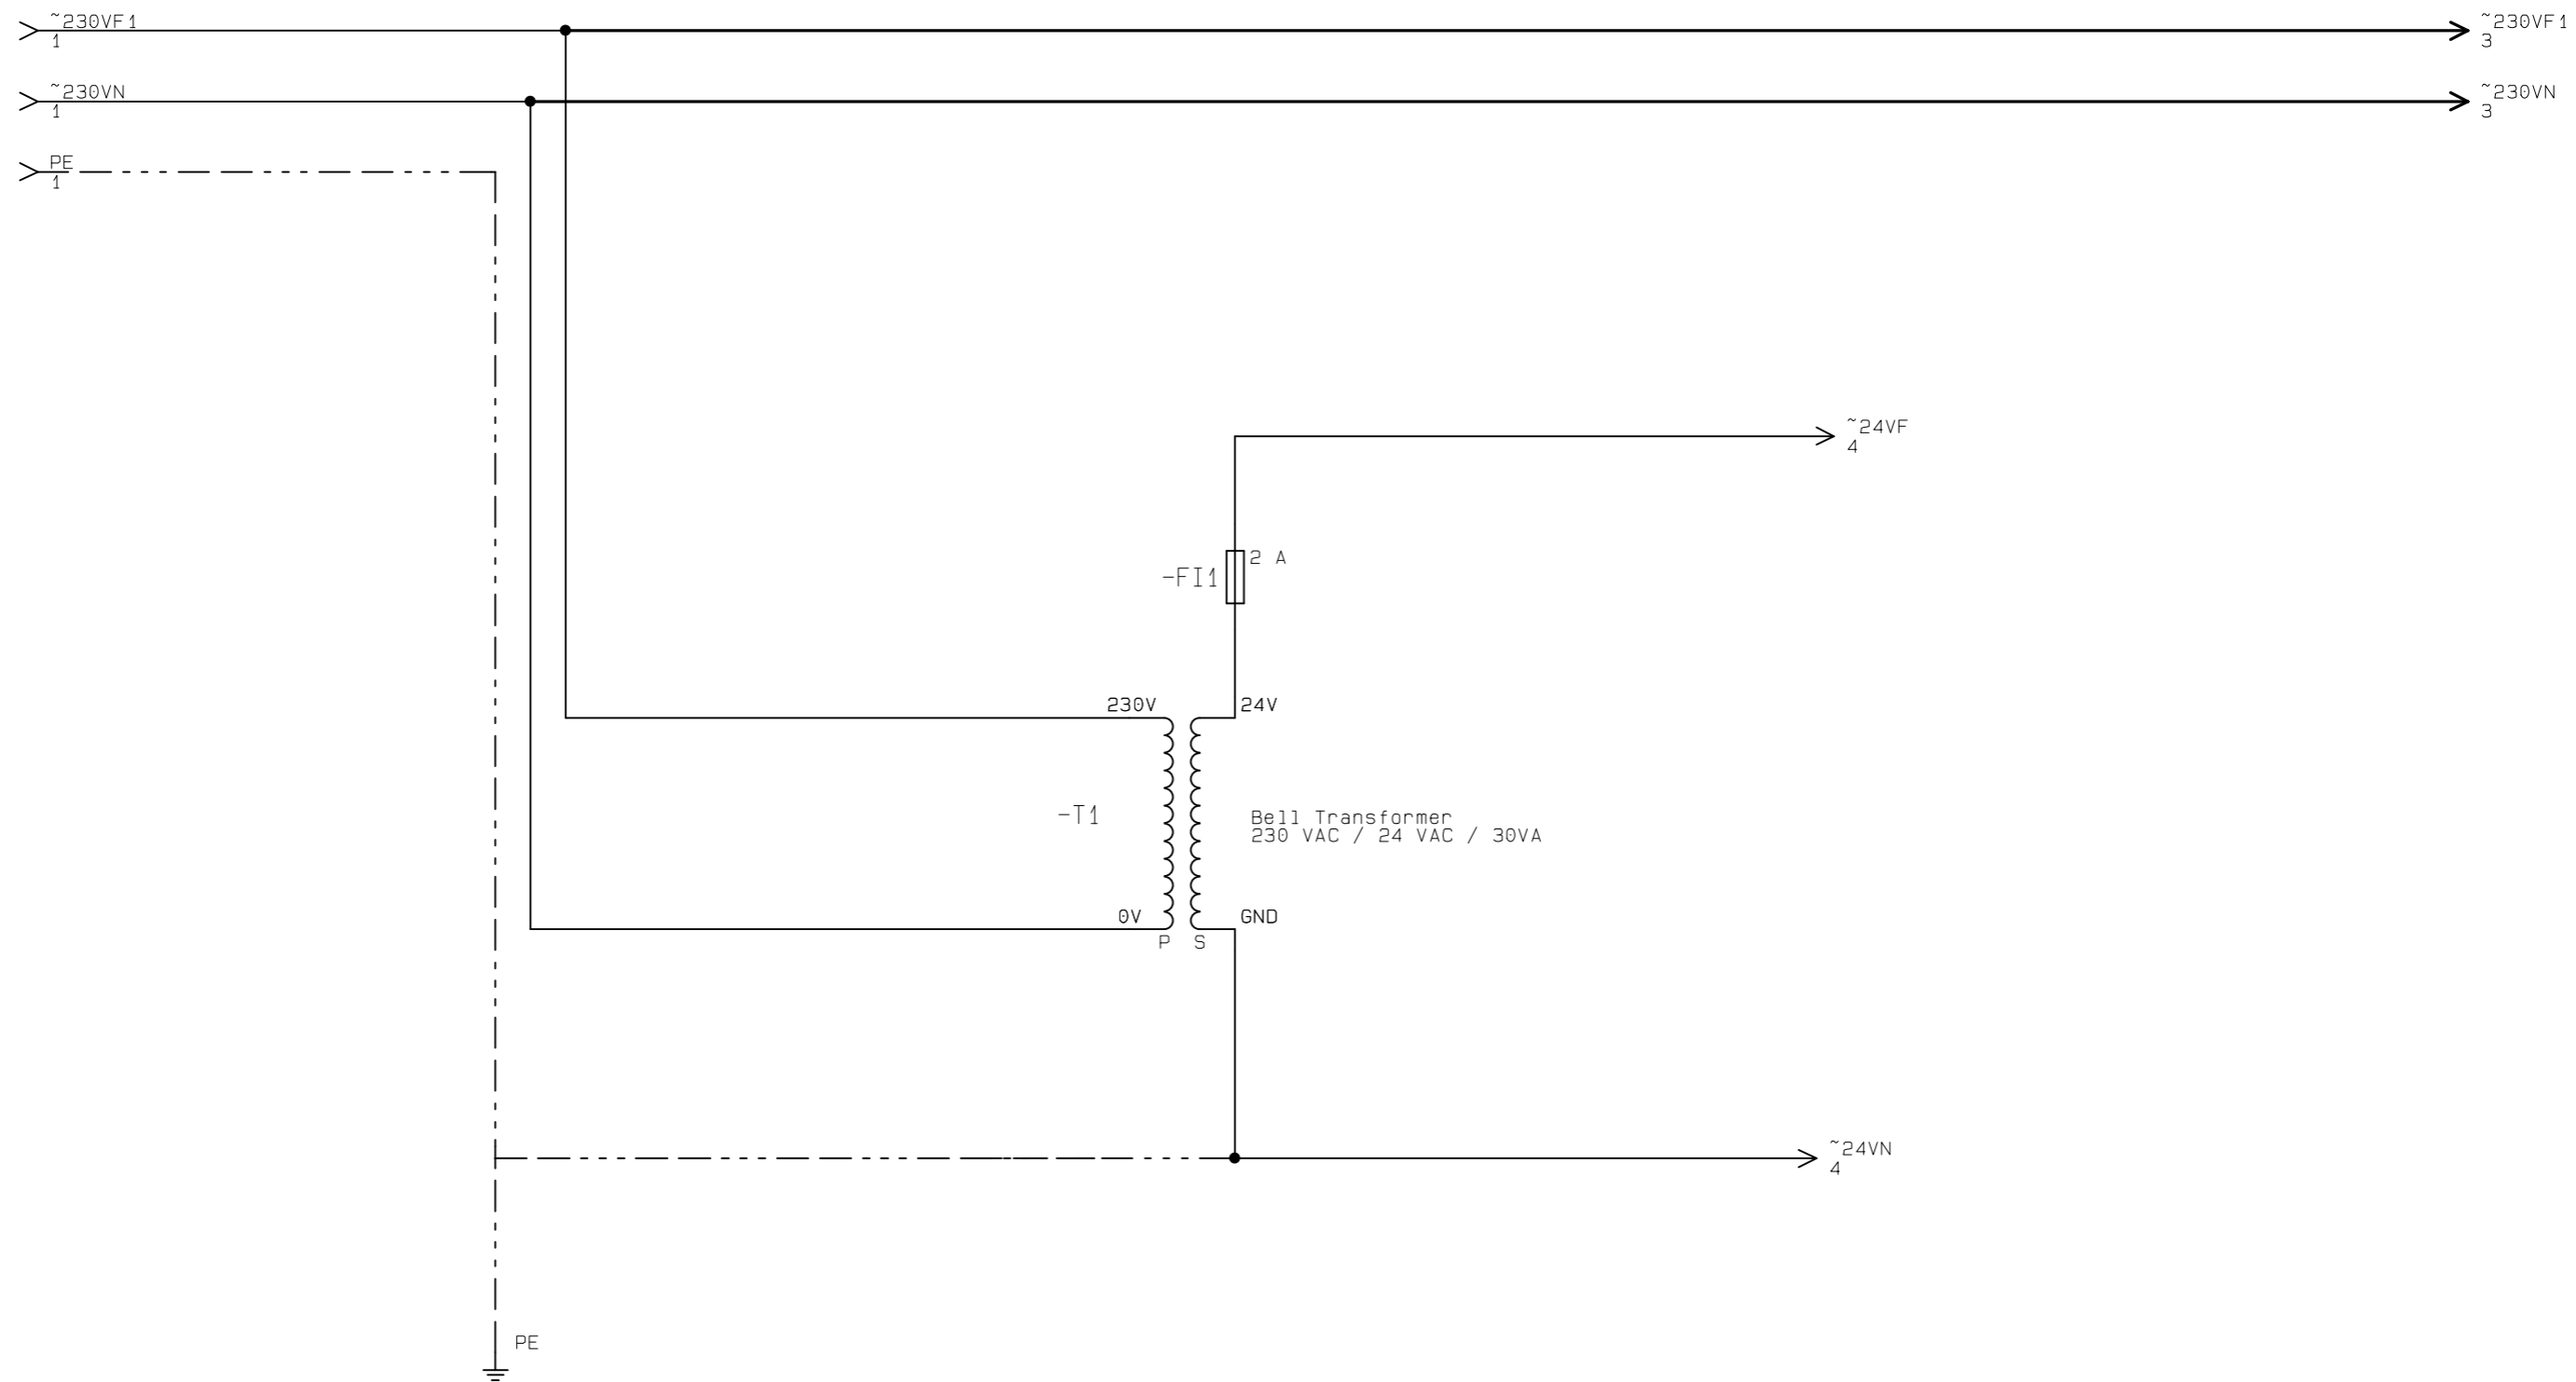 ~230VF1
1
~230VF1
3
~230VN
1
~230VN
3
PE
1
~24VF
4
2 A
-FI1
230V
24V
-T1
Bell Transformer
230 VAC / 24 VAC / 30VA
0V
GND
P
S
~24VN
4
PE